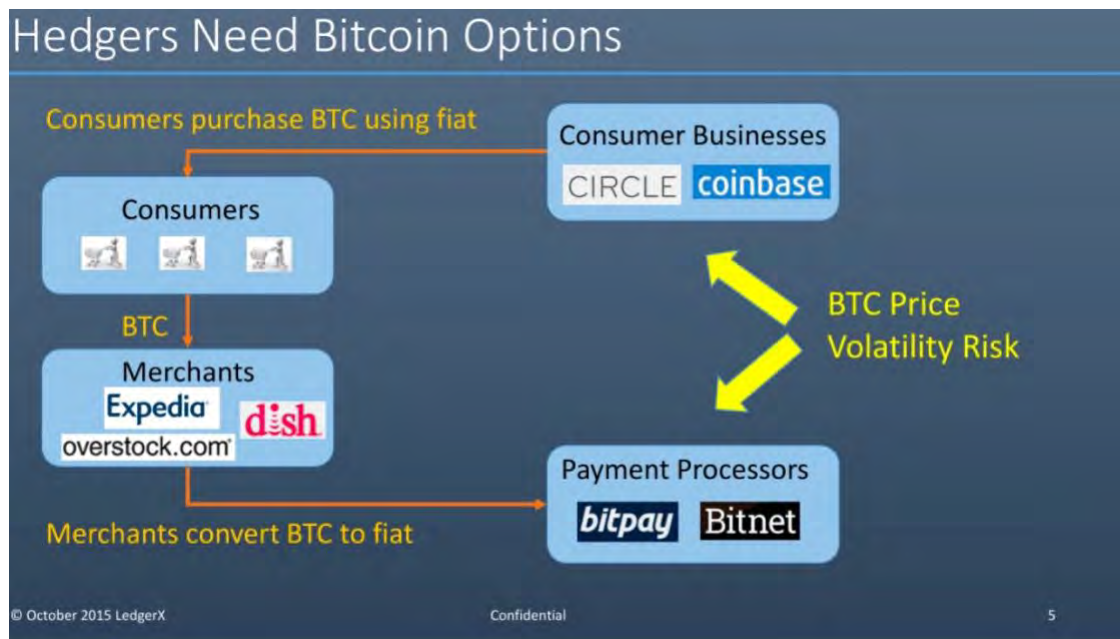 Hedgers Need Bitcoin Options
Consumers purchase BTC using fiat
Consumer Businesses
CIRCLE coinbase
Consumers
BTC Price
Volatility Risk
BTC
Merchants
Expedia
dish
overstock.com
Payment Processors
bitpay Bitnet
Merchants convert BTC to fiat
© October 2015 LedgerX
Confidential
5